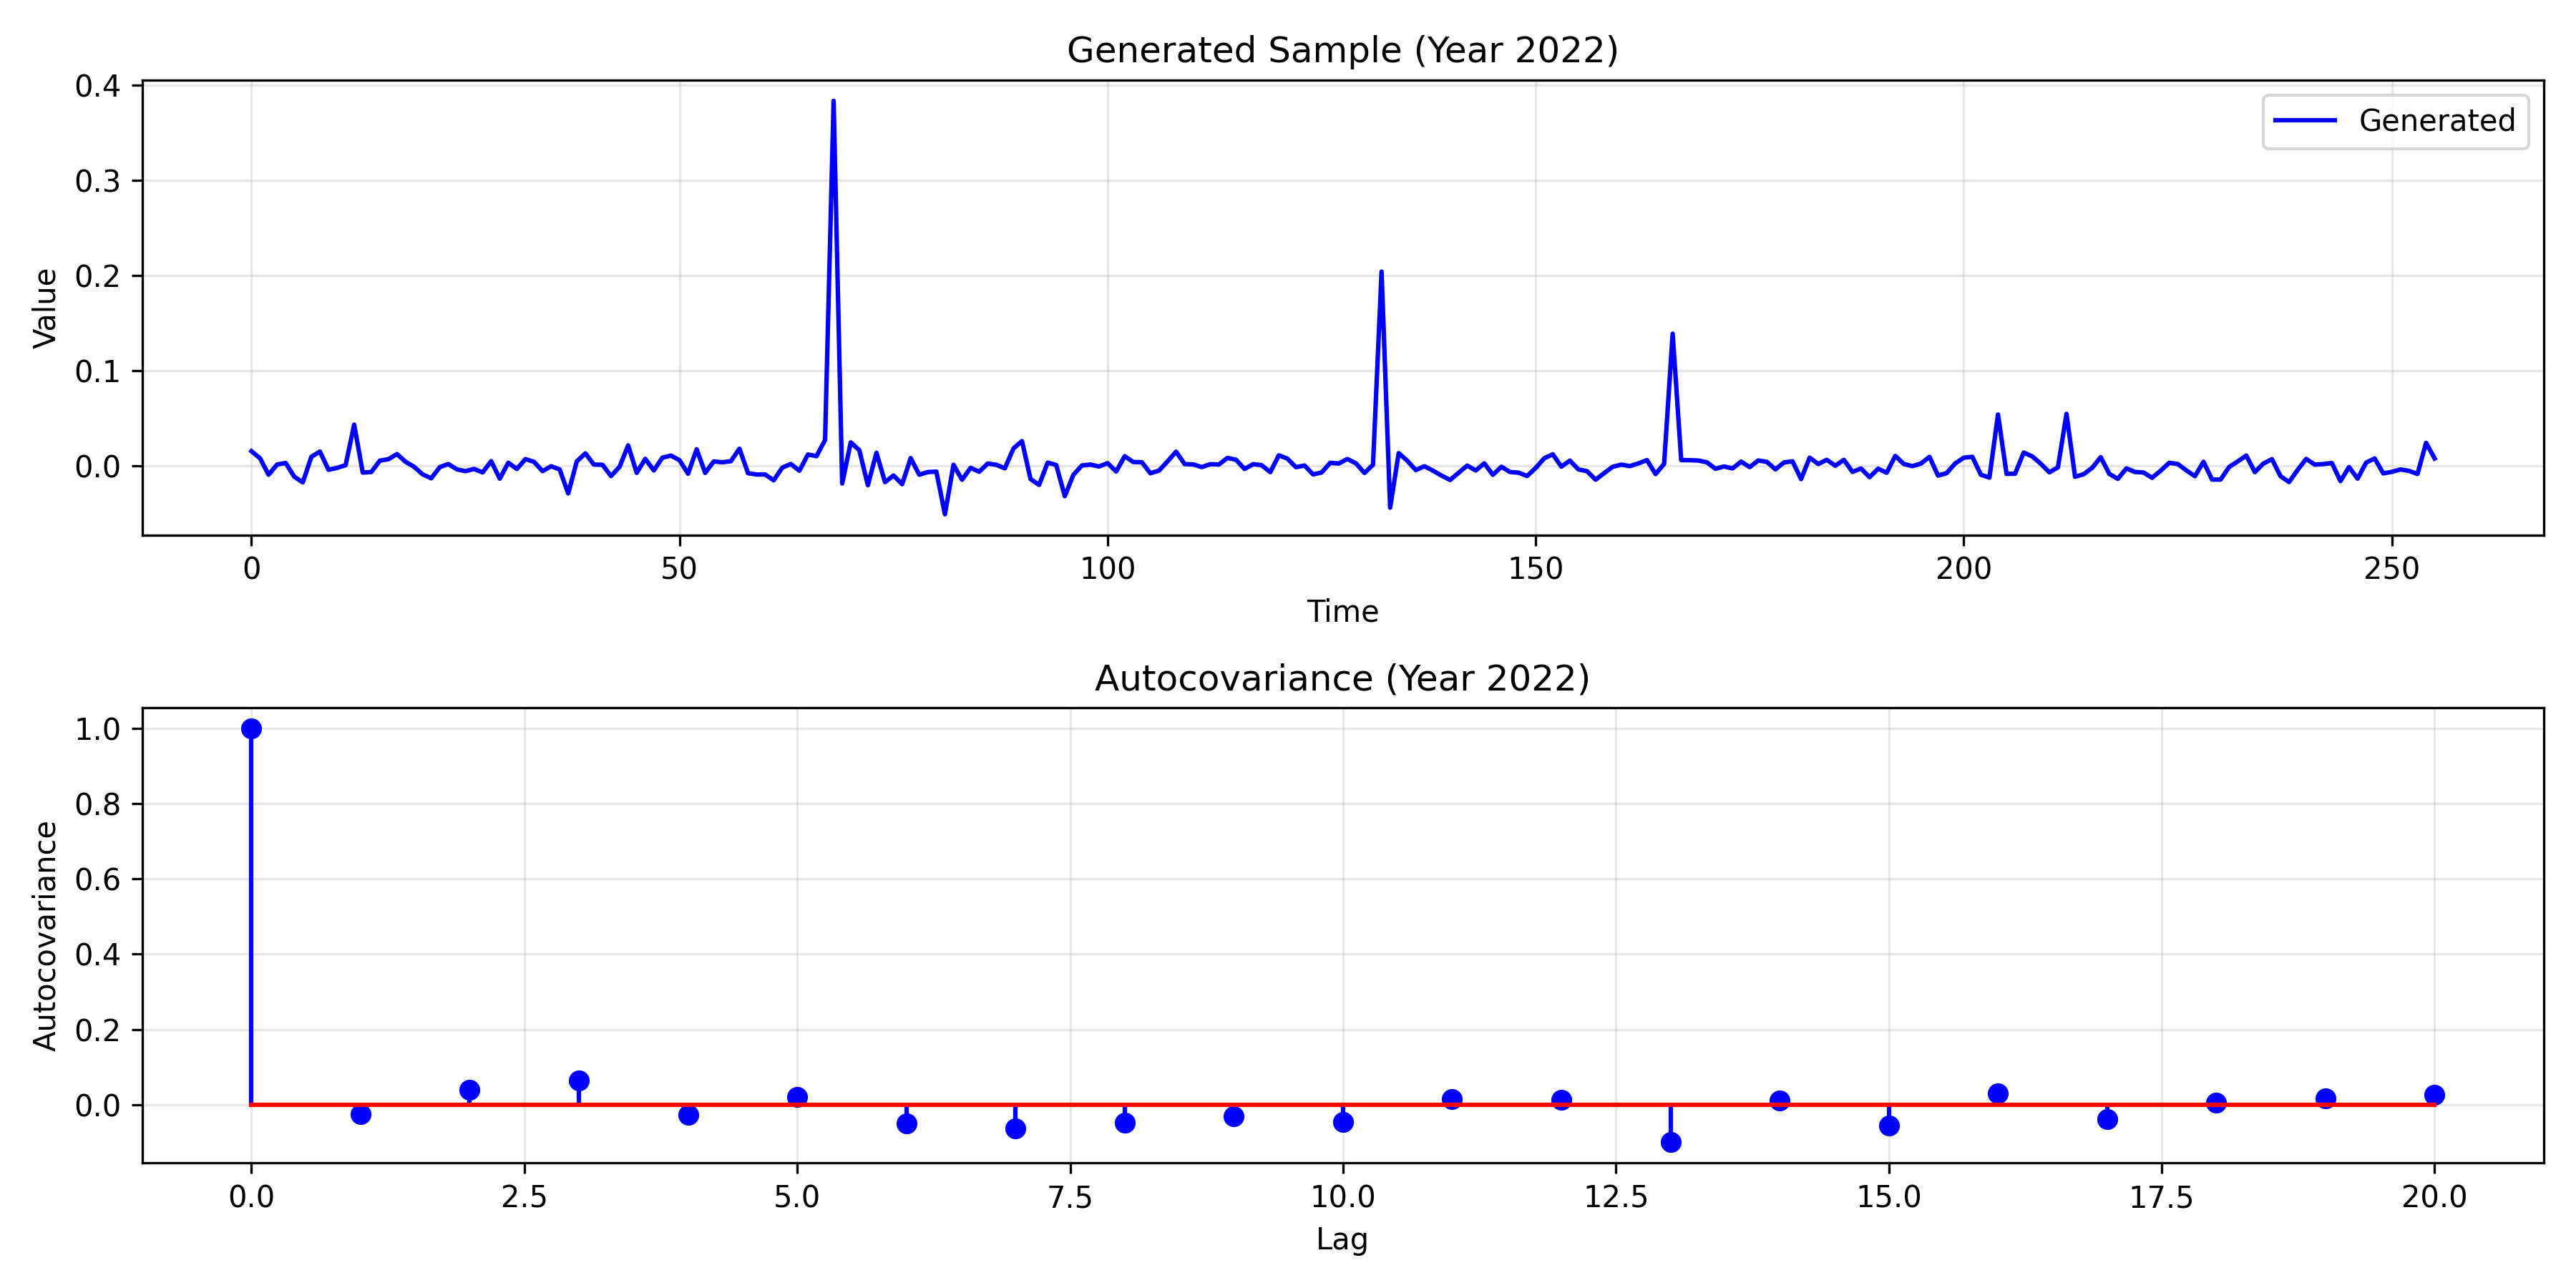 Generated Sample (Year 2022)
0.4
0.3
0.2
0.1
0.0
Value
Generated
0 50 100 150 200 250
Time
Autocovariance (Year 2022)
1.0
0.8
0.6
0.4
0.2
0.0
Autocovariance
0.0 2.5 5.0 7.5 10.0 12.5 15.0 17.5 20.0
Lag